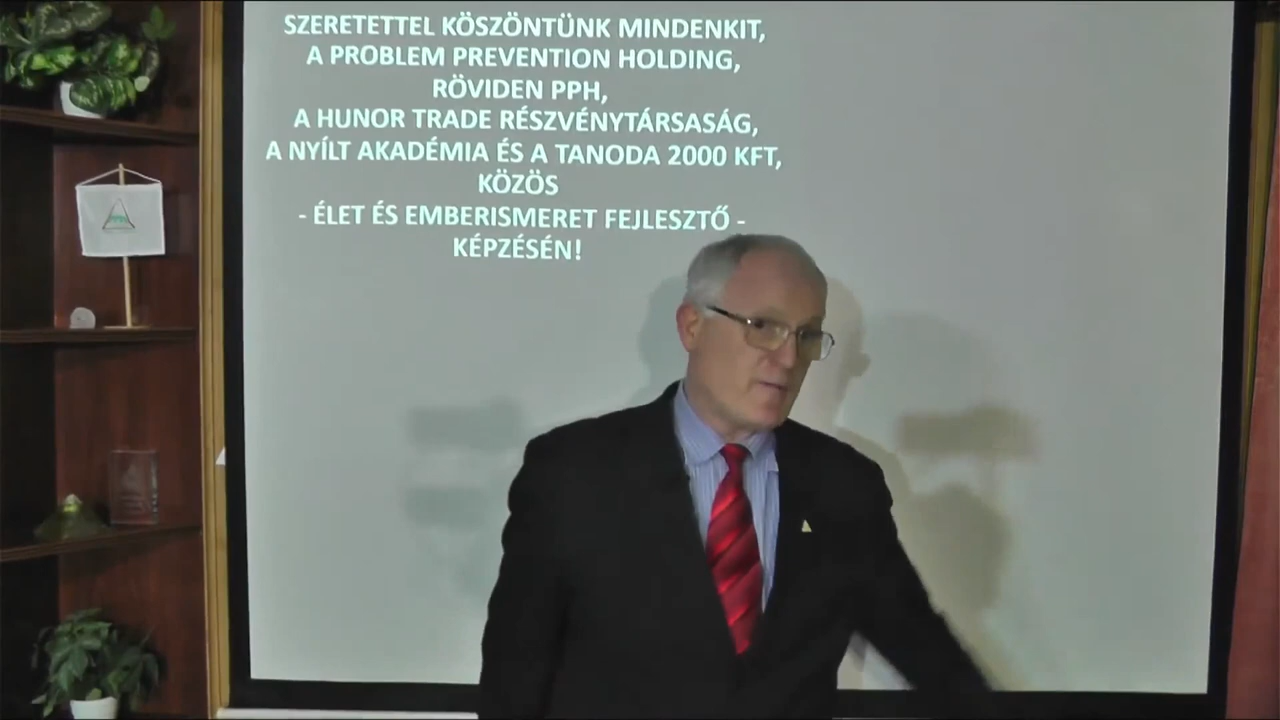 SZERETETTEL KÖSZÖNTÜNK MINDENKIT,
A PROBLEM PREVENTION HOLDING,
RÖVIDEN PPH,
A HUNOR TRADE RÉSZVÉNYTÁRSASÁG,
A NYÍLT AKADÉMIA ÉS A TANODA 2000 KFT,
KÖZÖS
- ÉLET ÉS EMBERISMERET FEJLESZTŐ -
KÉPZÉSÉN!